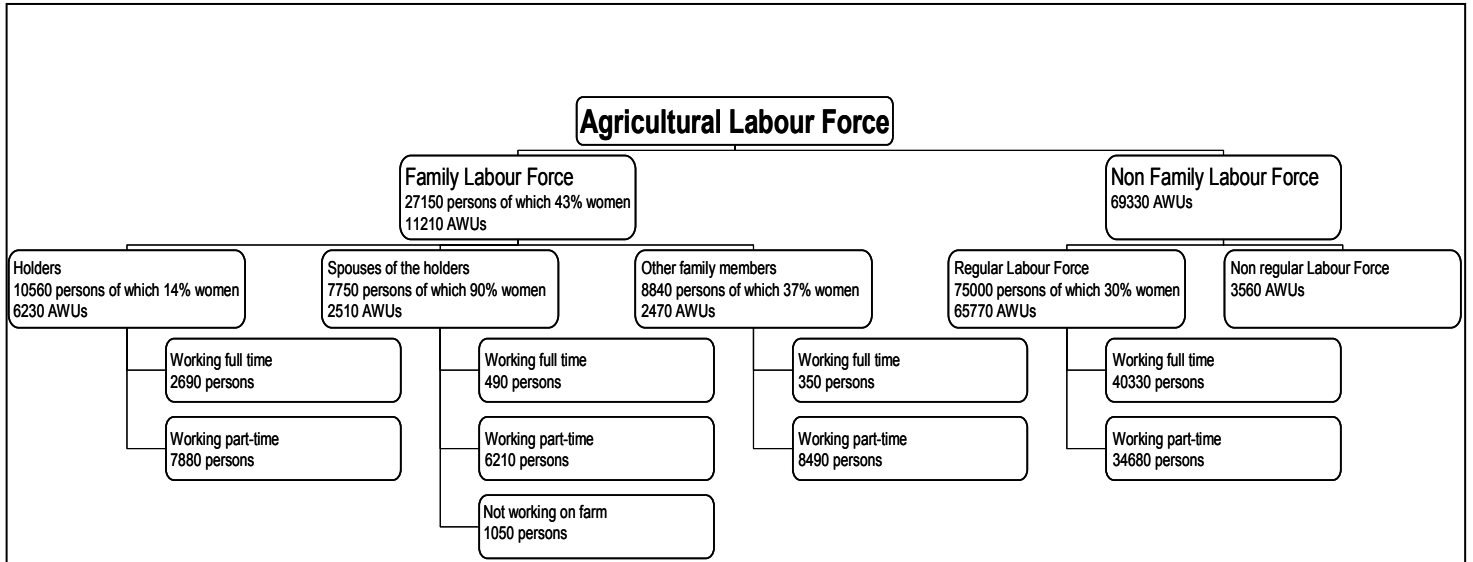 Agricultural Labour Force
Family Labour Force
27150 persons of which 43% women
11210 AWUs
Non Family Labour Force
69330 AWUs
Holders
10560 persons of which 14% women
6230 AWUs
Spouses of the holders
7750 persons of which 90% women
2510 AWUs
Other family members
8840 persons of which 37% women
2470 AWUs
Regular Labour Force
75000 persons of which 30% women
65770 AWUs
Non regular Labour Force
3560 AWUs
Working full time
2690 persons
Working full time
490 persons
Working full time
350 persons
Working full time
40330 persons
Working part-time
7880 persons
Working part-time
6210 persons
Working part-time
8490 persons
Working part-time
34680 persons
Not working on farm
1050 persons